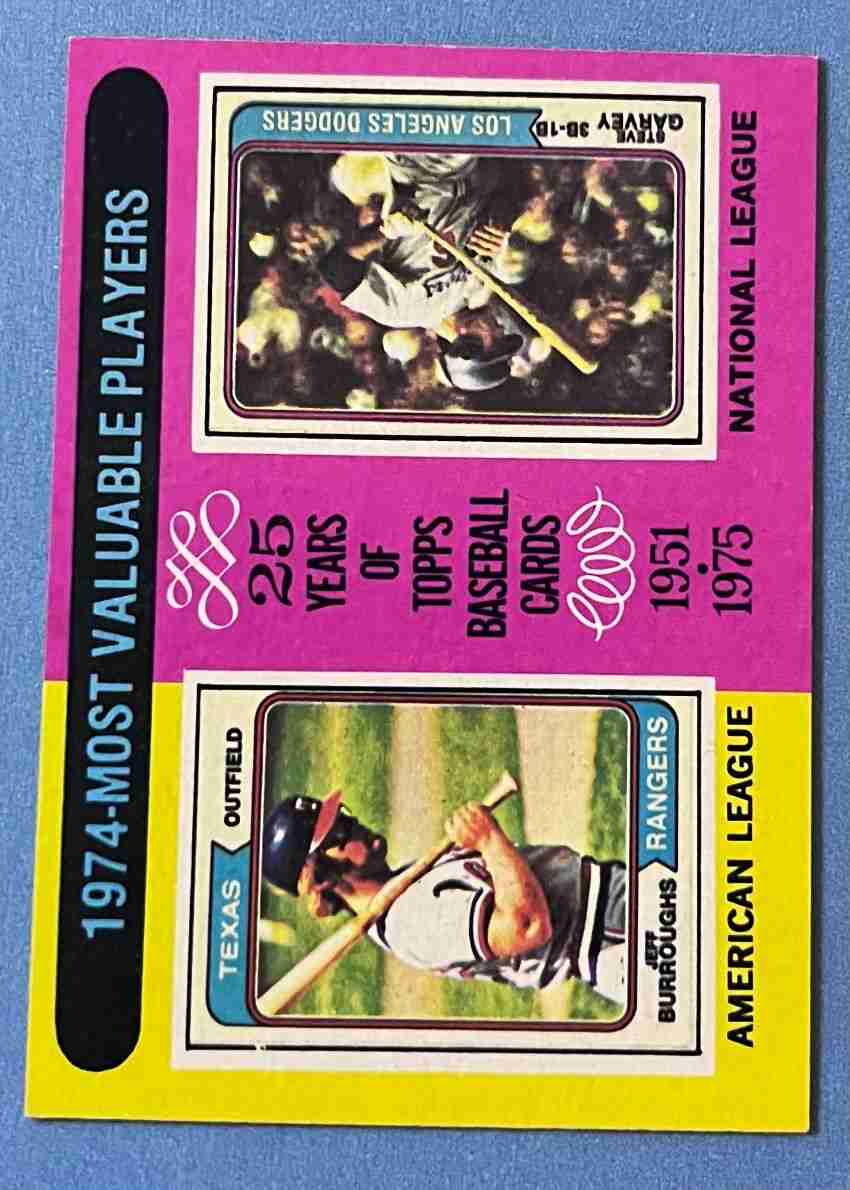 1974-MOST VALUABLE PLAYERS
TEXAS
OUTFIELD
JEFF
BURROUGHS
RANGERS
AMERICAN LEAGUE
25
YEARS
OF
TOPPS
BASEBALL
CARDS
1951
•
1975
STEVE
GARVEY
3B-1B
LOS ANGELES DODGERS
NATIONAL LEAGUE